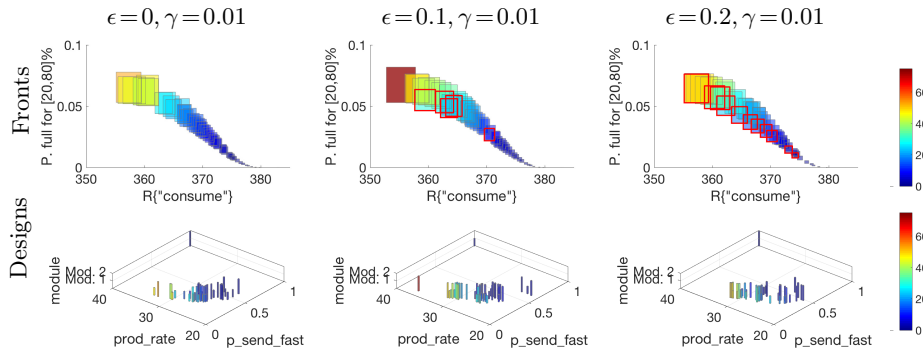 ϵ=0, γ=0.01
ϵ=0.1, γ=0.01
ϵ=0.2, γ=0.01
Fronts
P. full for [20,80]%
0.1
0.05
0
350 360 370 380
R{"consume"}
P. full for [20,80]%
0.1
0.05
0
350 360 370 380
R{"consume"}
P. full for [20,80]%
0.1
0.05
0
350 360 370 380
R{"consume"}
60
40
20
0
Designs
module
Mod. 2
Mod. 1
40
30
20
prod_rate
0
0.5
1
p_send_fast
module
Mod. 2
Mod. 1
40
30
20
prod_rate
0
0.5
1
p_send_fast
module
Mod. 2
Mod. 1
40
30
20
prod_rate
0
0.5
1
p_send_fast
60
40
20
0